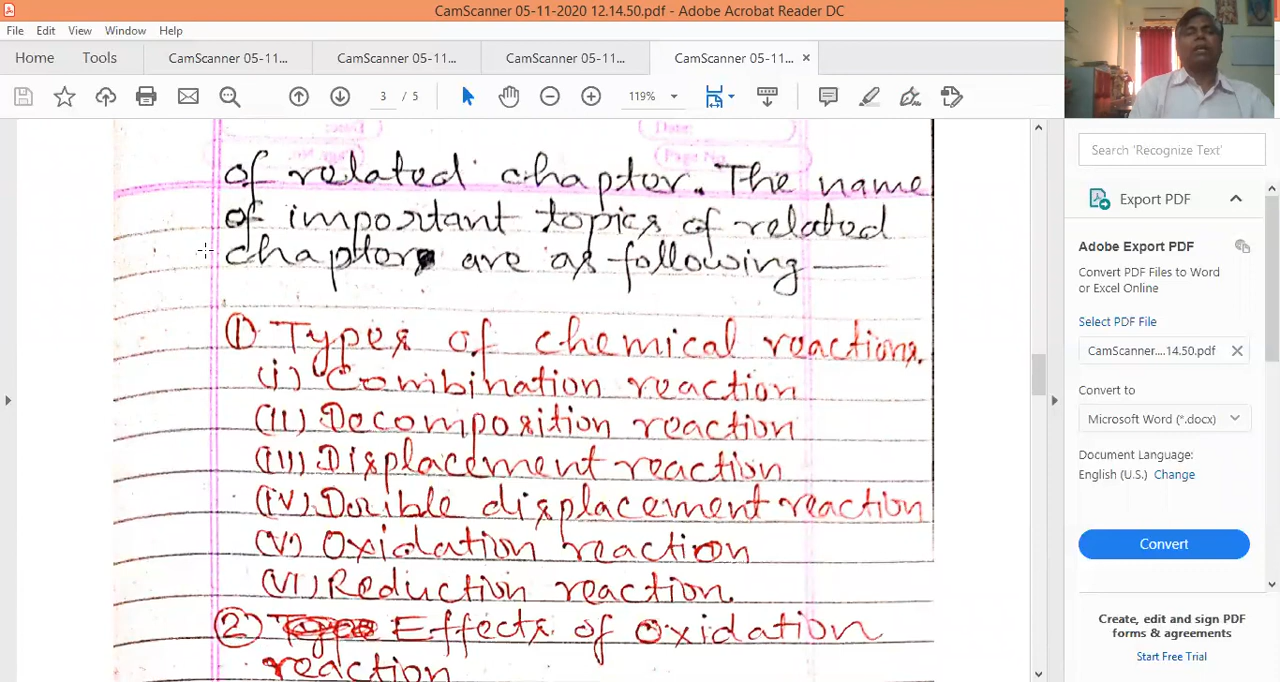 CamScanner 05-11-2020 12.14.50.pdf - Adobe Acrobat Reader DC
File Edit View Window Help
Home Tools CamScanner 05-11... CamScanner 05-11... CamScanner 05-11... CamScanner 05-11... ×
3 / 5 119%
of related chapter. The name
of important topics of related
chapter are as following —
① Types of chemical reactions.
(i) Combination reaction
(II) Decomposition reaction
(III) Displacement reaction
(IV) Double displacement reaction
(V) Oxidation reaction
(VI) Reduction reaction.
② Effects of Oxidation
reaction
Search 'Recognize Text'
Export PDF
Adobe Export PDF
Convert PDF Files to Word
or Excel Online
Select PDF File
CamScanner....14.50.pdf
Convert to
Microsoft Word (*.docx)
Document Language:
English (U.S.) Change
Convert
Create, edit and sign PDF
forms & agreements
Start Free Trial